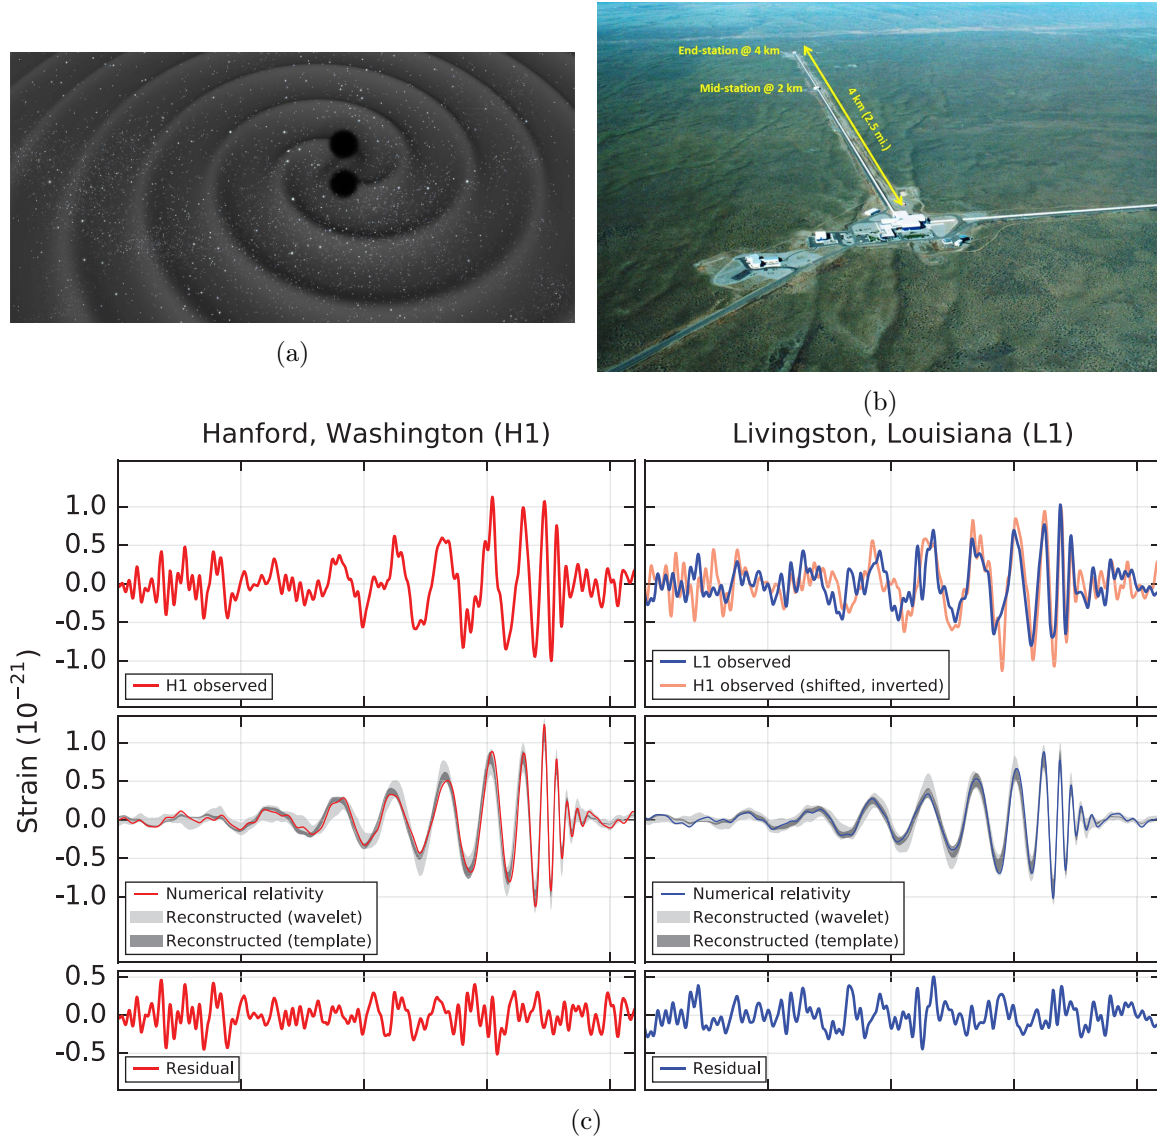 End-station @ 4 km
Mid-station @ 2 km
4 km (2.5 mi.)
(a)
(b)
Hanford, Washington (H1)
Livingston, Louisiana (L1)
Strain (10⁻²¹)
1.0
0.5
0.0
-0.5
-1.0
H1 observed
L1 observed
H1 observed (shifted, inverted)
1.0
0.5
0.0
-0.5
-1.0
Numerical relativity
Reconstructed (wavelet)
Reconstructed (template)
Numerical relativity
Reconstructed (wavelet)
Reconstructed (template)
0.5
0.0
-0.5
Residual
Residual
(c)